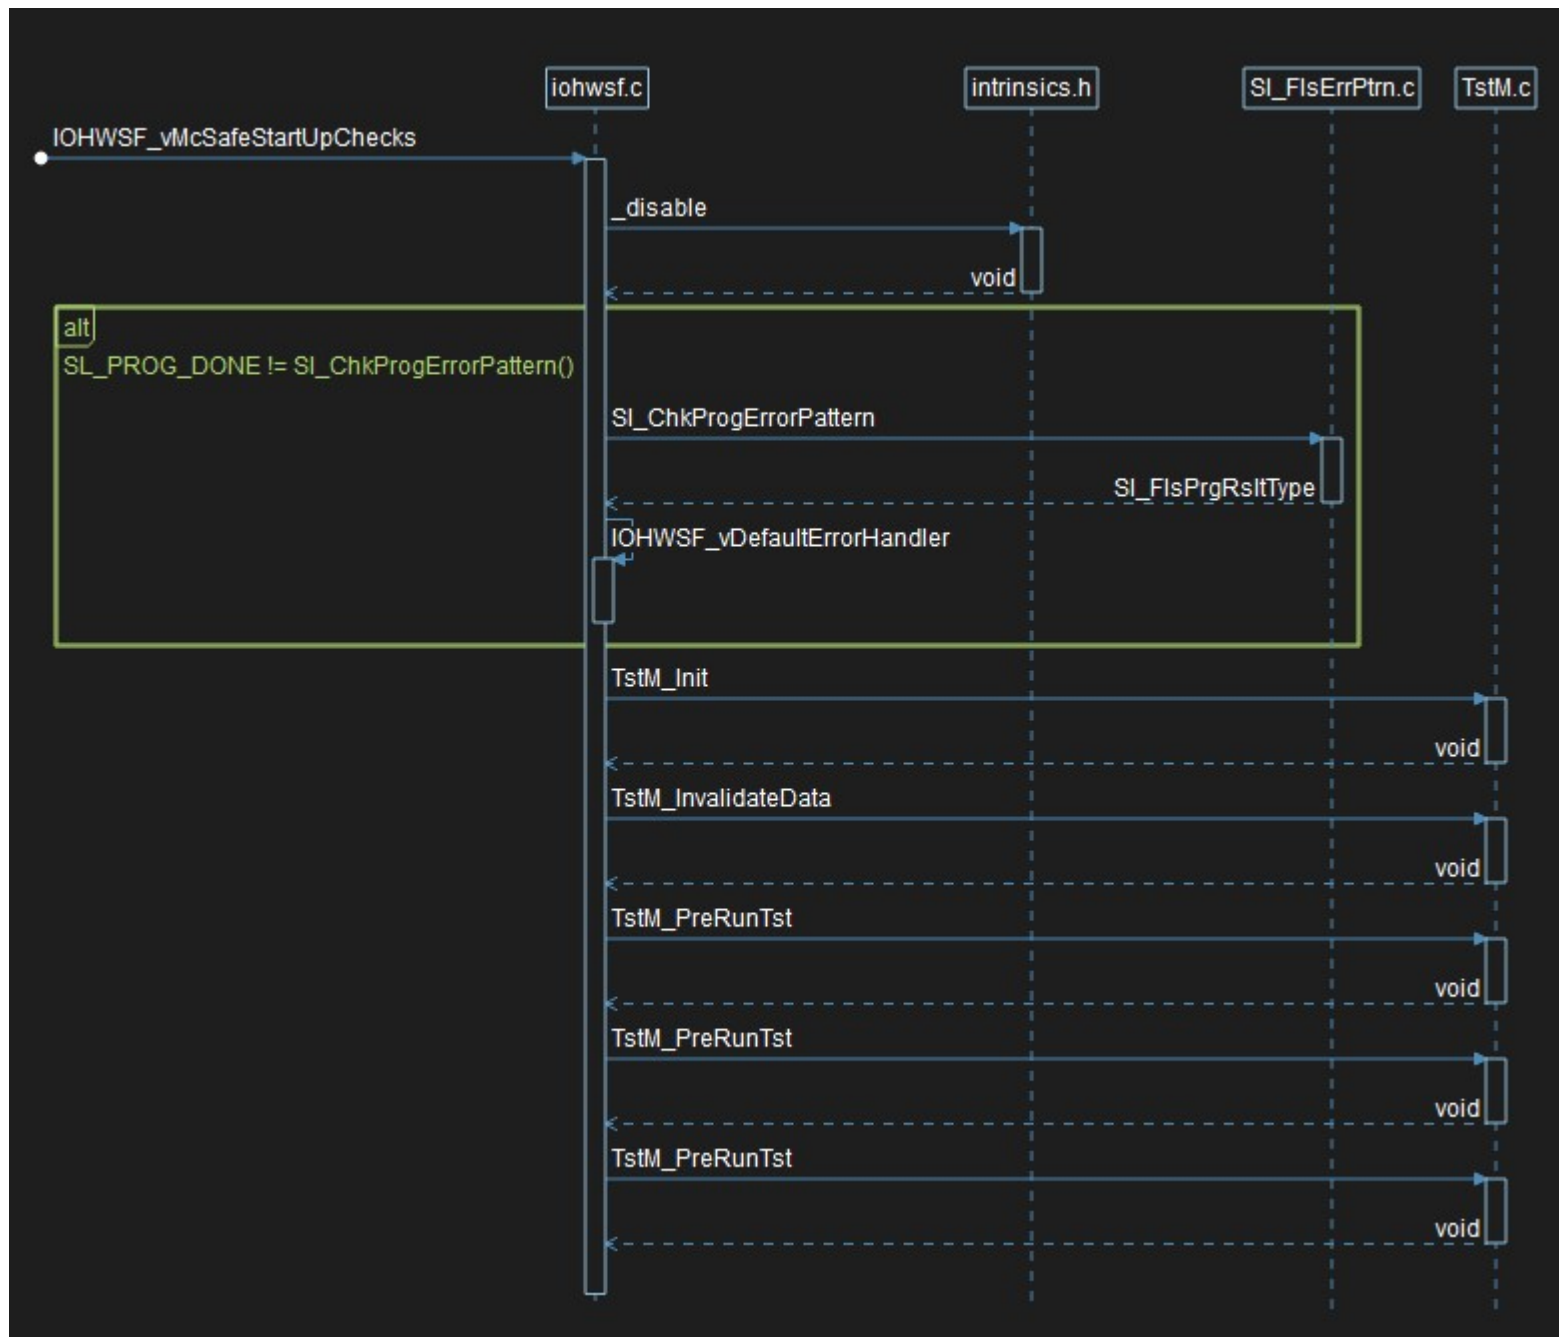 iohwsf.c
intrinsics.h
Sl_FlsErrPtrn.c
TstM.c
IOHWSF_vMcSafeStartUpChecks
_disable
void
alt
SL_PROG_DONE != Sl_ChkProgErrorPattern()
Sl_ChkProgErrorPattern
Sl_FlsPrgRsltType
IOHWSF_vDefaultErrorHandler
TstM_Init
void
TstM_InvalidateData
void
TstM_PreRunTst
void
TstM_PreRunTst
void
TstM_PreRunTst
void